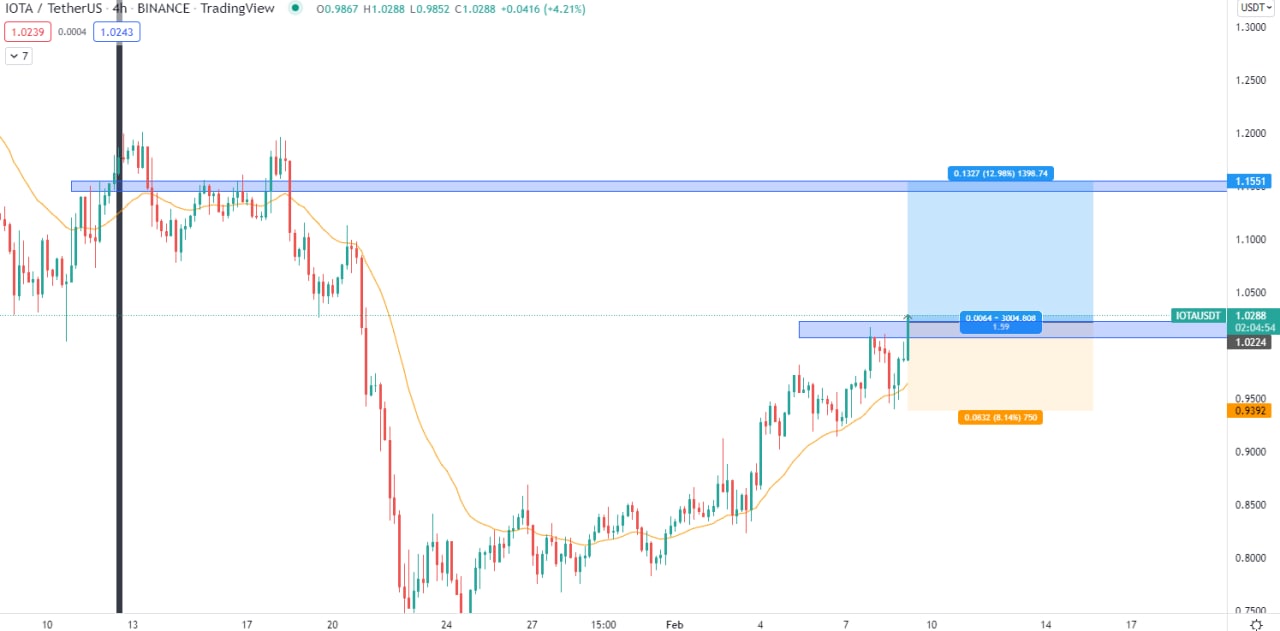 IOTA / TetherUS · 4h · BINANCE · TradingView O0.9867 H1.0288 L0.9852 C1.0288 +0.0416 (+4.21%)
USDT
1.0239 0.0004 1.0243
7
1.3000
1.2500
1.2000
0.1327 (12.98%) 1398.74
1.1551
1.1000
1.0500
IOTAUSDT 1.0288
0.0064 ~ 3004.808
1.59
02:04:54
1.0224
0.9500
0.9392
0.0832 (8.14%) 750
0.9000
0.8500
0.8000
0.7500
10 13 17 20 24 27 15:00 Feb 4 7 10 14 17